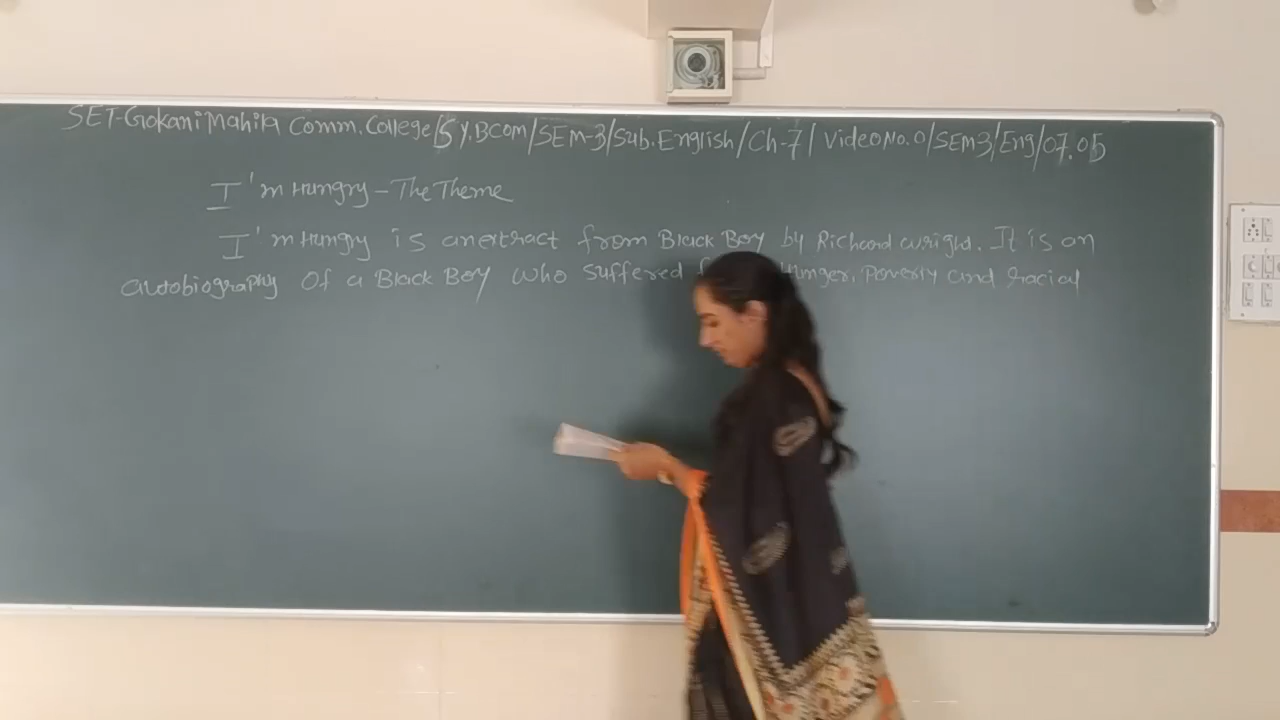 SET-Gokani Mahila Comm. College/S.Y.BCOM/SEM-3/Sub.English/Ch-7/ Video No.0/SEM3/Eng/07.05
I'm Hungry - The Theme
I'm Hungry is an extract from Black Boy by Richard wright. It is an
autobiography of a Black Boy who suffered Hunger, Poverty and racial